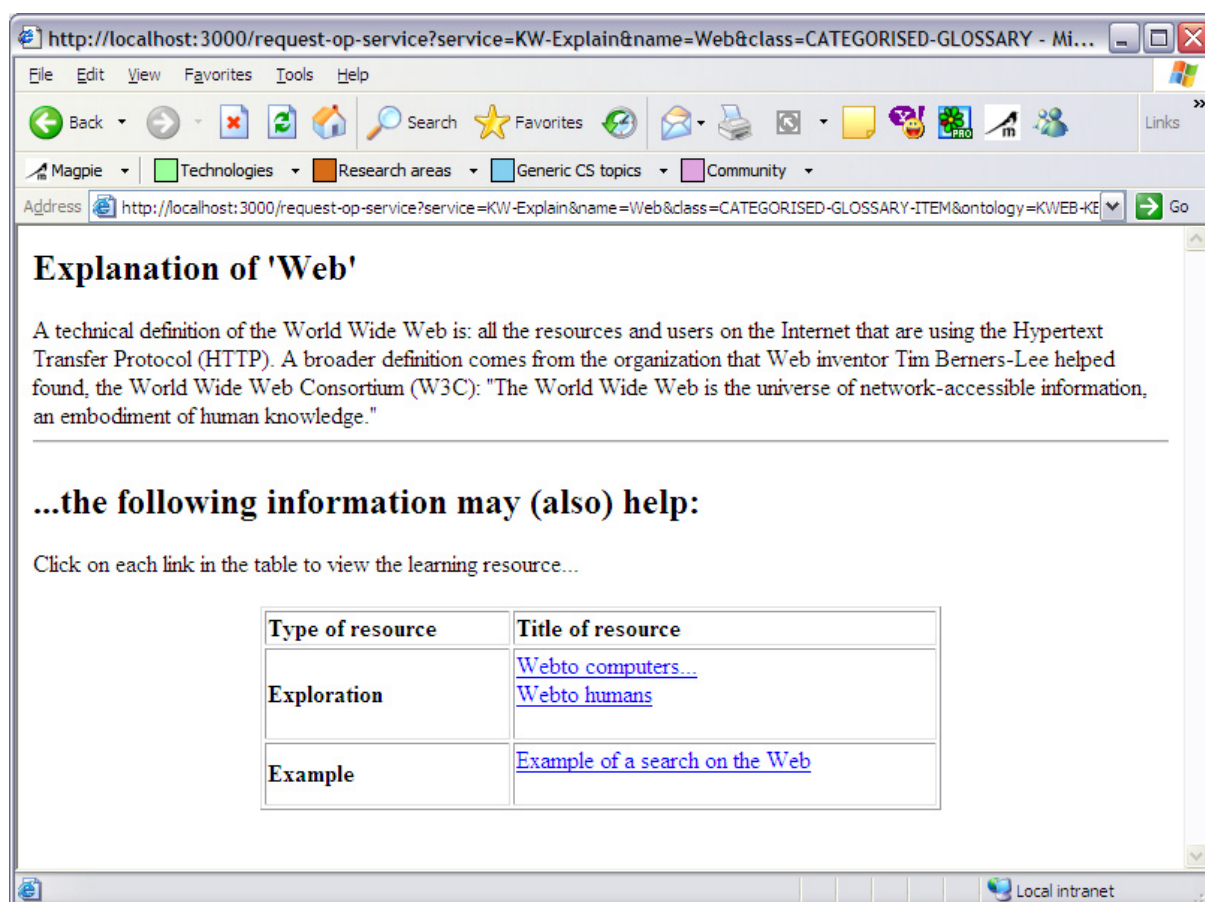 http://localhost:3000/request-op-service?service=KW-Explain&name=Web&class=CATEGORISED-GLOSSARY - Mi...
File Edit View Favorites Tools Help
Back Search Favorites PRO m Links
m Magpie Technologies Research areas Generic CS topics Community
Address http://localhost:3000/request-op-service?service=KW-Explain&name=Web&class=CATEGORISED-GLOSSARY-ITEM&ontology=KWEB-KE Go
Explanation of 'Web'
A technical definition of the World Wide Web is: all the resources and users on the Internet that are using the Hypertext
Transfer Protocol (HTTP). A broader definition comes from the organization that Web inventor Tim Berners-Lee helped
found, the World Wide Web Consortium (W3C): "The World Wide Web is the universe of network-accessible information,
an embodiment of human knowledge."
...the following information may (also) help:
Click on each link in the table to view the learning resource...
Type of resource Title of resource
Exploration
Webto computers...
Webto humans
Example
Example of a search on the Web
Local intranet